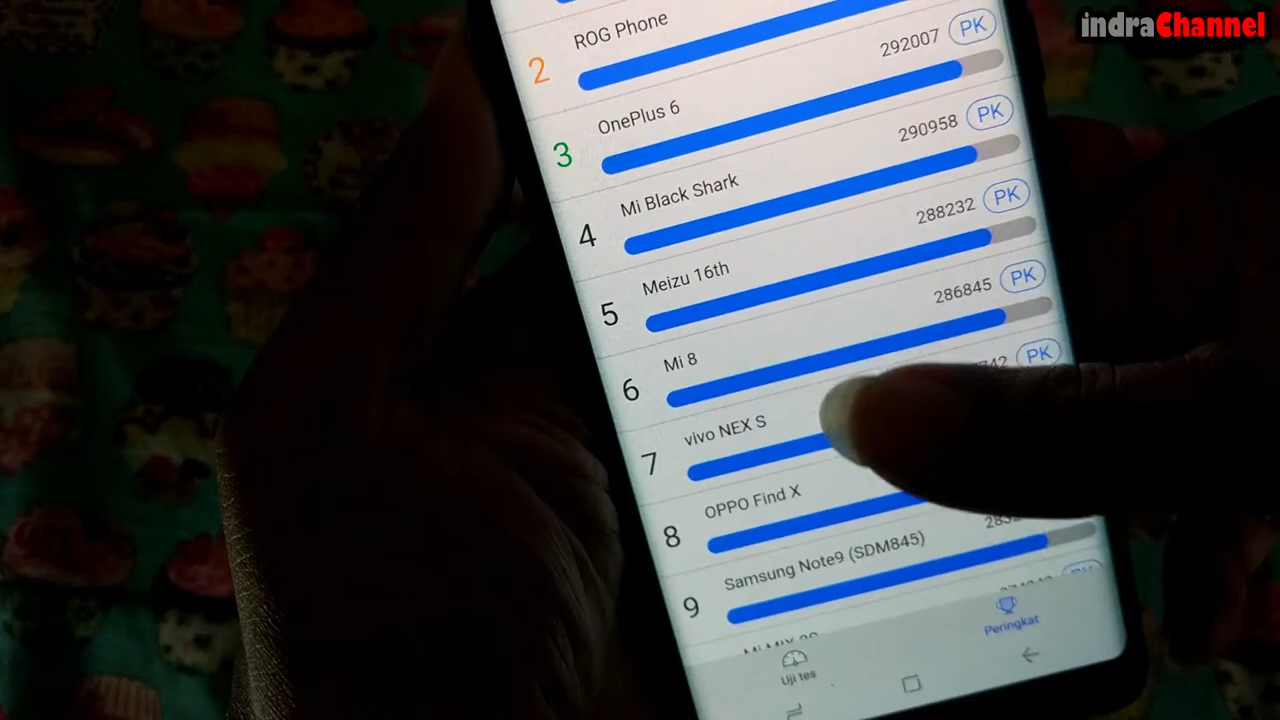 indraChannel
2
ROG Phone
3
OnePlus 6
292007 PK
4
Mi Black Shark
290958 PK
5
Meizu 16th
288232 PK
6
Mi 8
286845 PK
7
vivo NEX S
PK
8
OPPO Find X
9
Samsung Note9 (SDM845)
Uji tes
Peringkat